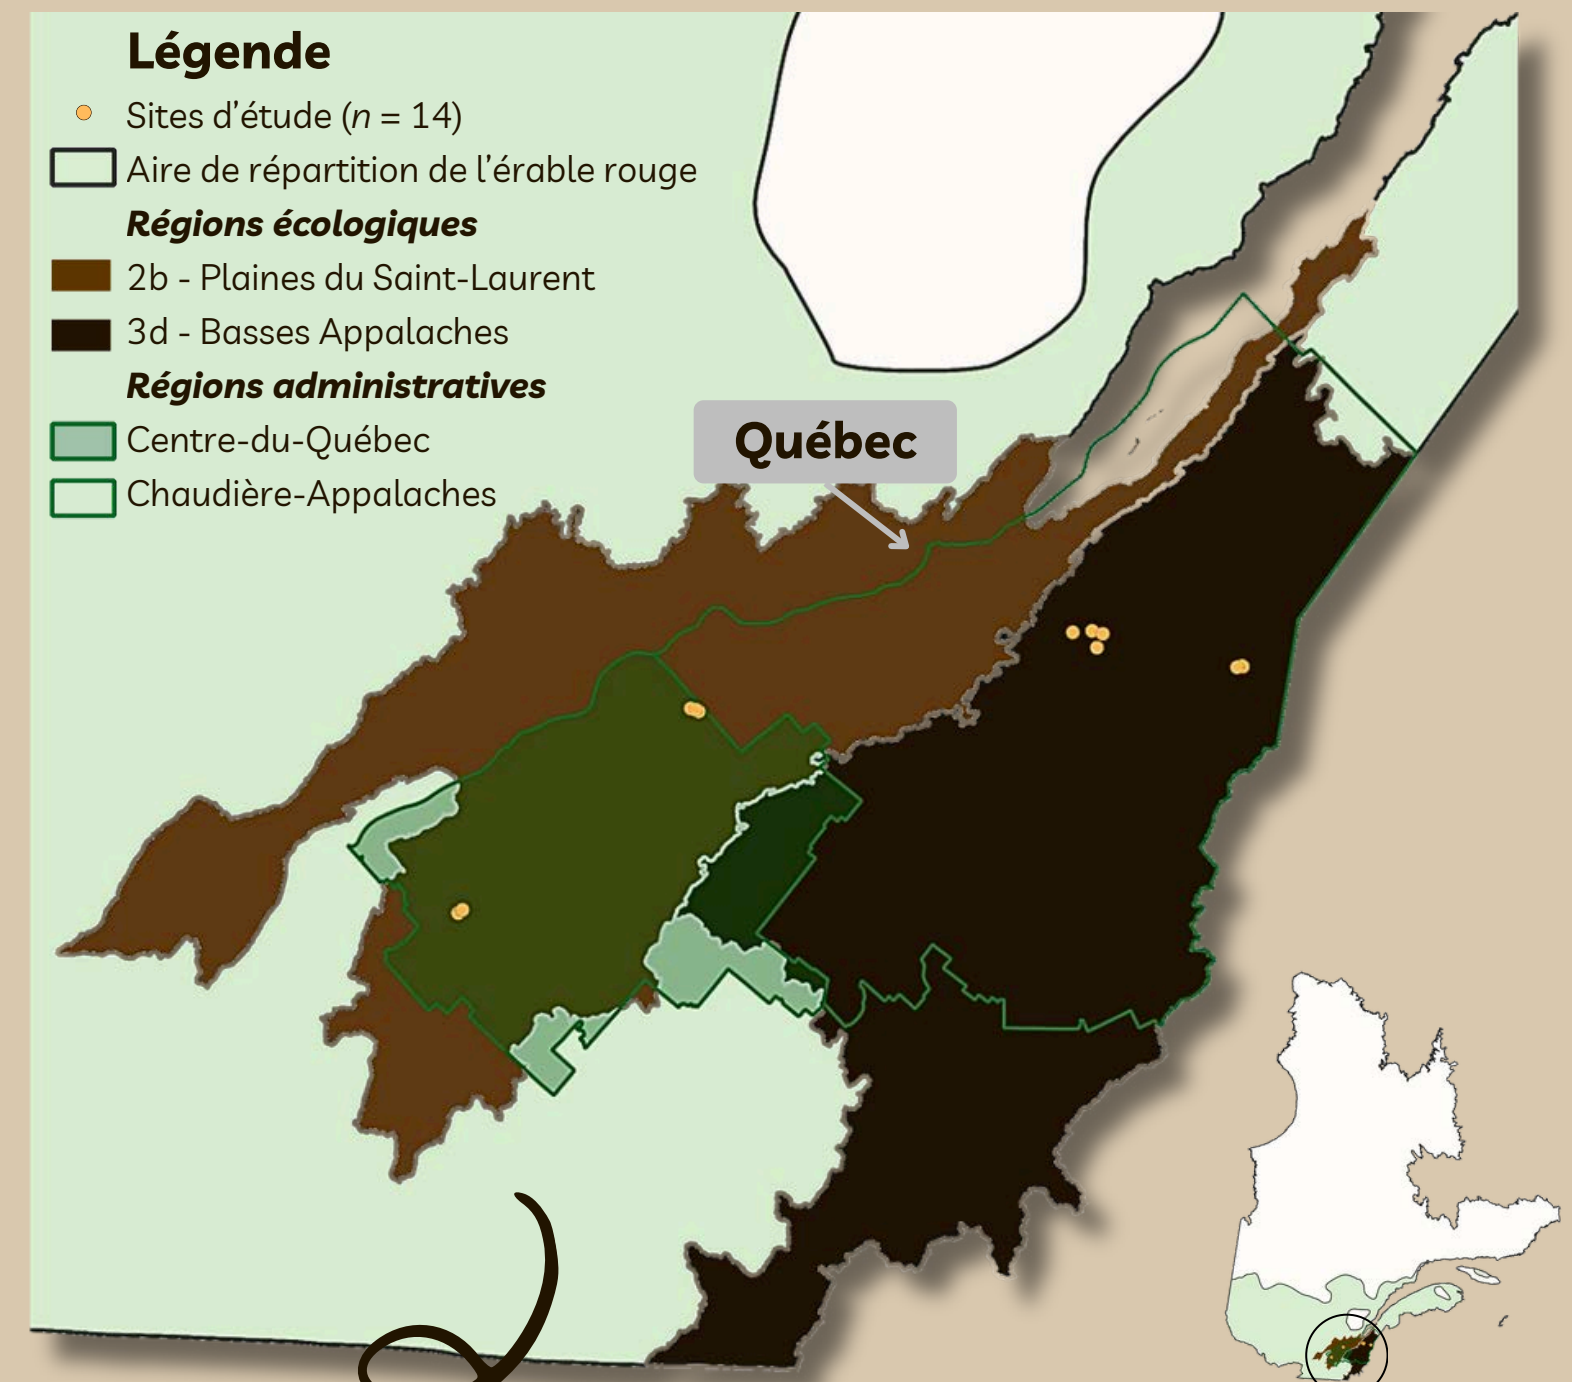 Légende
Sites d’étude (n = 14)
Aire de répartition de l’érable rouge
Régions écologiques
2b - Plaines du Saint-Laurent
3d - Basses Appalaches
Régions administratives
Centre-du-Québec
Chaudière-Appalaches
Québec